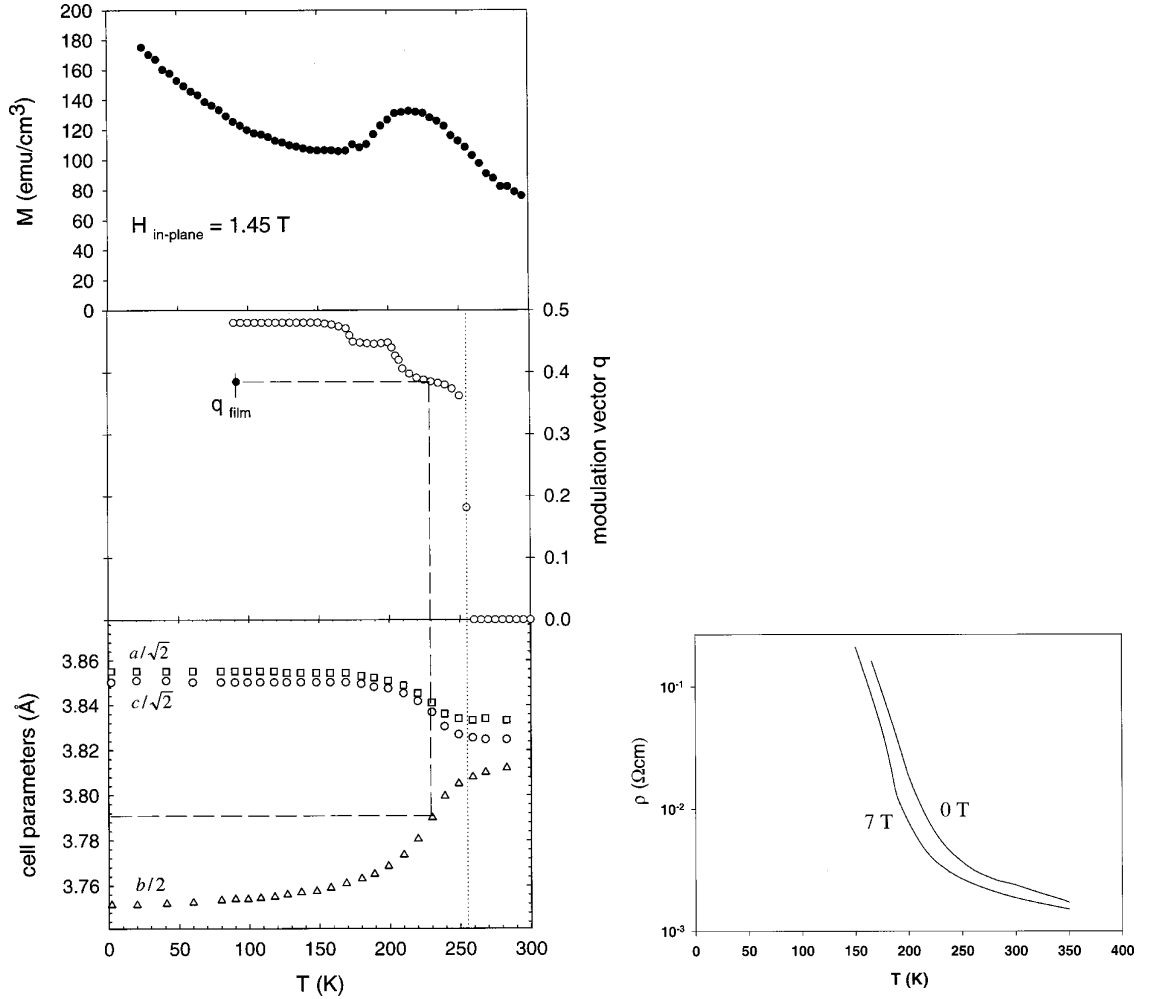 200
180
160
140
120
100
80
60
40
20
0
M (emu/cm³)
H in-plane = 1.45 T
0.5
0.4
0.3
0.2
0.1
0.0
modulation vector q
q film
3.86
3.84
3.82
3.80
3.78
3.76
cell parameters (Å)
a/√2
c/√2
b/2
0 50 100 150 200 250 300
T (K)
10⁻¹
10⁻²
10⁻³
ρ (Ωcm)
7 T
0 T
0 50 100 150 200 250 300 350 400
T (K)